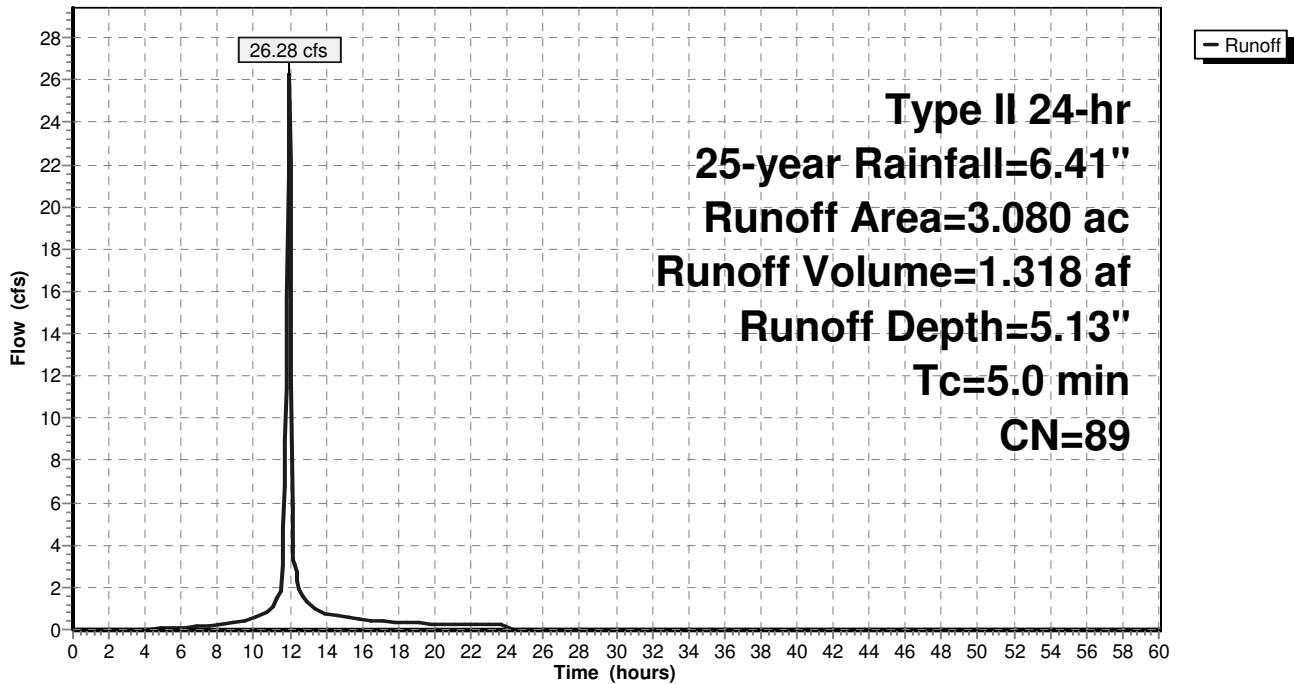 26.28 cfs
Runoff
Type II 24-hr
25-year Rainfall=6.41"
Runoff Area=3.080 ac
Runoff Volume=1.318 af
Runoff Depth=5.13"
Tc=5.0 min
CN=89
Flow (cfs)
28
26
24
22
20
18
16
14
12
10
8
6
4
2
0
0 2 4 6 8 10 12 14 16 18 20 22 24 26 28 30 32 34 36 38 40 42 44 46 48 50 52 54 56 58 60
Time (hours)